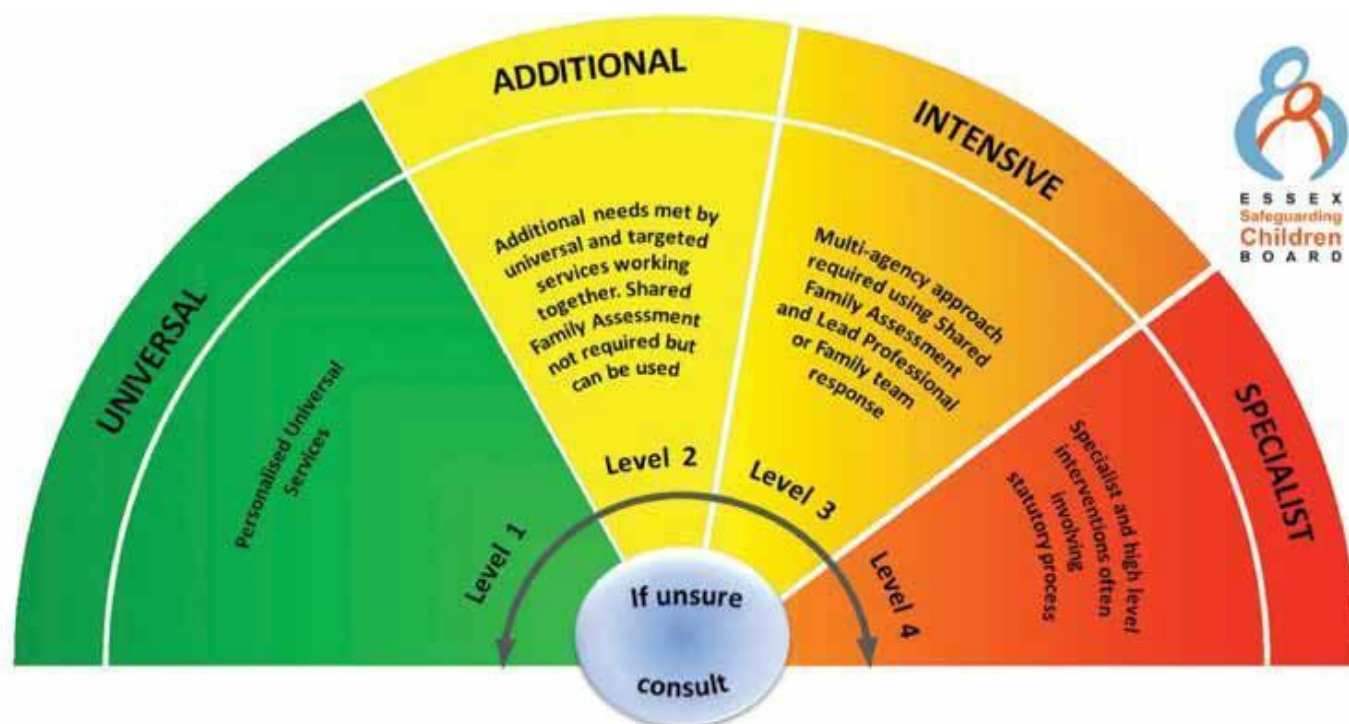 UNIVERSAL
Personalised Universal
Services
Level 1
ADDITIONAL
Additional needs met by
universal and targeted
services working
together. Shared
Family Assessment
not required but
can be used
Level 2
INTENSIVE
Multi-agency approach
required using Shared
Family Assessment
and Lead Professional
or Family team
response
Level 3
SPECIALIST
Specialist and high level
interventions often
involving
statutory process
Level 4
If unsure
consult
ESSEX
Safeguarding
Children
BOARD